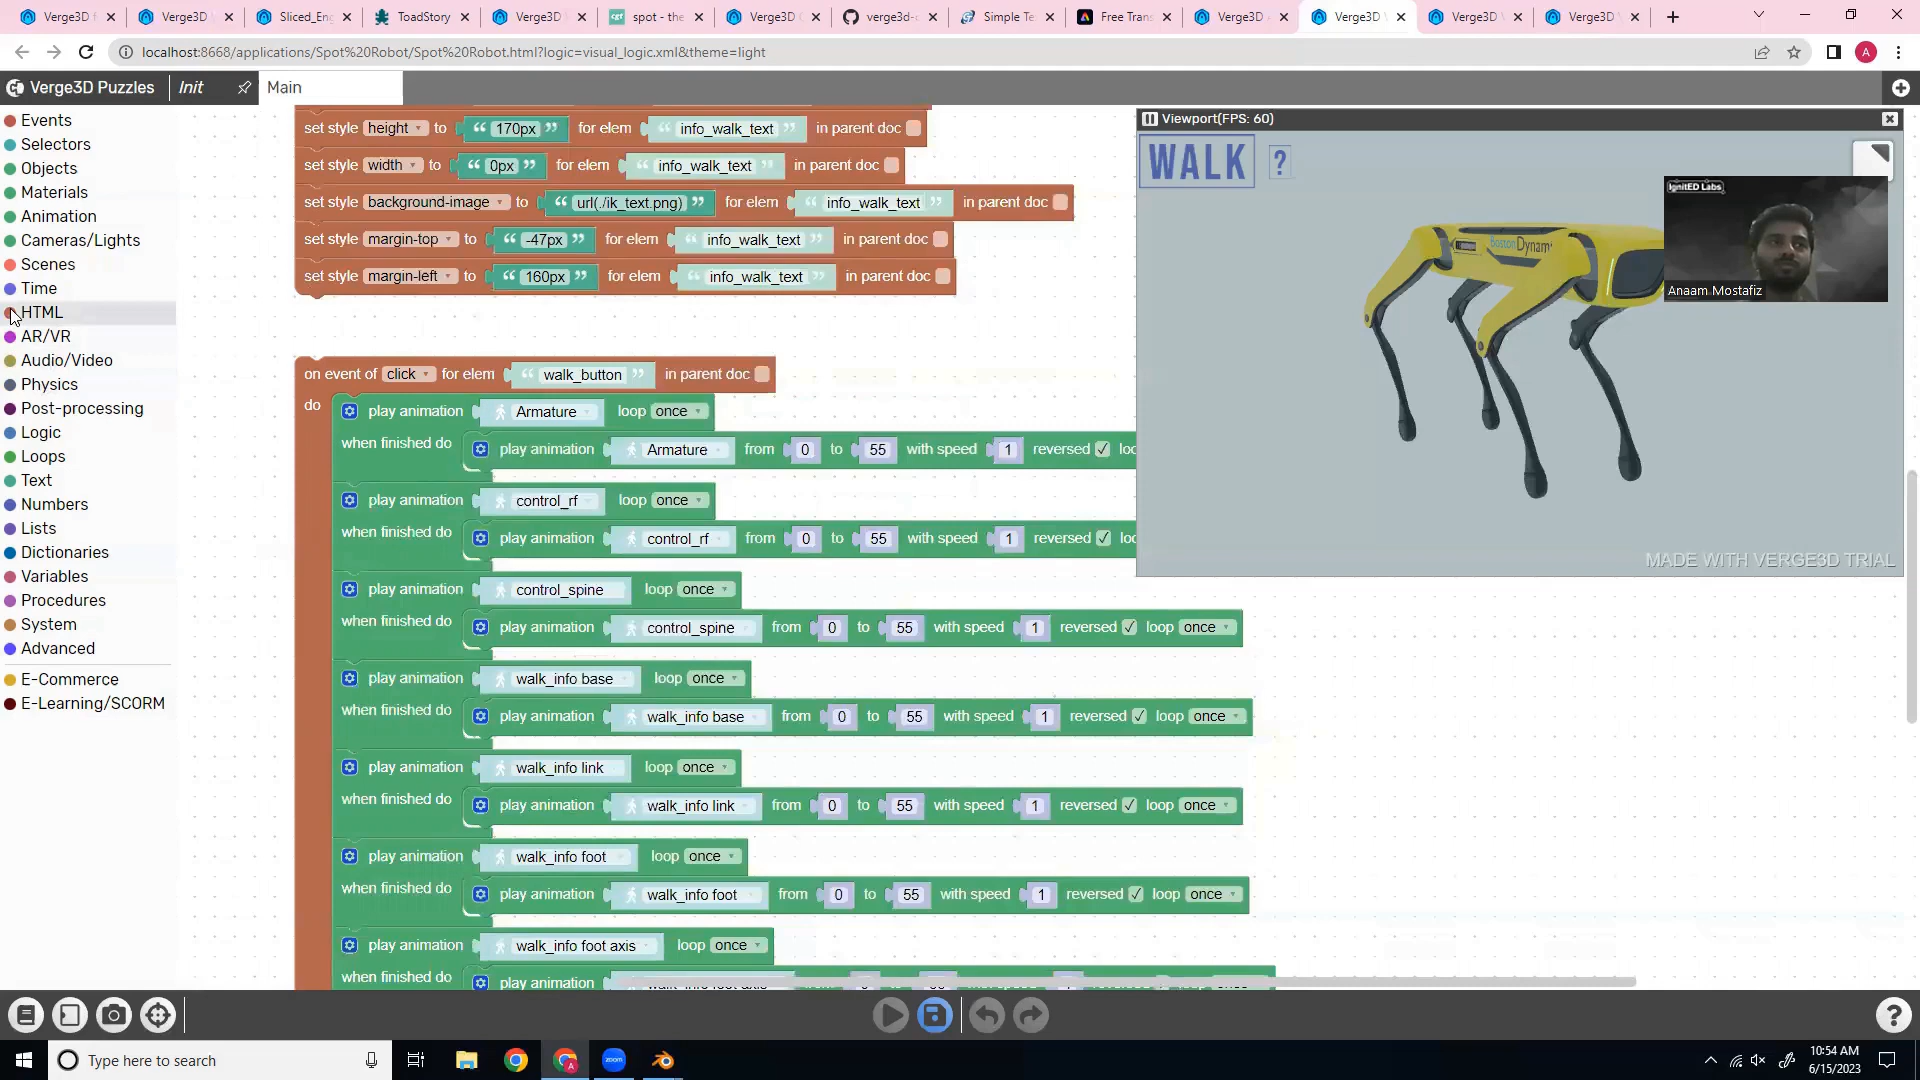 Verge3D
Verge3D
Sliced_Eng
ToadStory
Verge3D
spot - the
Verge3D
verge3d-c
Simple Te
Free Trans
Verge3D
Verge3D
Verge3D
Verge3D
localhost:8668/applications/Spot%20Robot/Spot%20Robot.html?logic=visual_logic.xml&theme=light
A
Verge3D Puzzles
Init
Main
Events
Selectors
Objects
Materials
Animation
Cameras/Lights
Scenes
Time
HTML
AR/VR
Audio/Video
Physics
Post-processing
Logic
Loops
Text
Numbers
Lists
Dictionaries
Variables
Procedures
System
Advanced
E-Commerce
E-Learning/SCORM
set style height to “ 170px ” for elem “ info_walk_text ” in parent doc
set style width to “ 0px ” for elem “ info_walk_text ” in parent doc
set style background-image to “ url(./ik_text.png) ” for elem “ info_walk_text ” in parent doc
set style margin-top to “ -47px ” for elem “ info_walk_text ” in parent doc
set style margin-left to “ 160px ” for elem “ info_walk_text ” in parent doc
on event of click for elem “ walk_button ” in parent doc
do play animation Armature loop once
when finished do play animation Armature from 0 to 55 with speed 1 reversed ✓ loo
play animation control_rf loop once
when finished do play animation control_rf from 0 to 55 with speed 1 reversed ✓ loo
play animation control_spine loop once
when finished do play animation control_spine from 0 to 55 with speed 1 reversed ✓ loop once
play animation walk_info base loop once
when finished do play animation walk_info base from 0 to 55 with speed 1 reversed ✓ loop once
play animation walk_info link loop once
when finished do play animation walk_info link from 0 to 55 with speed 1 reversed ✓ loop once
play animation walk_info foot loop once
when finished do play animation walk_info foot from 0 to 55 with speed 1 reversed ✓ loop once
play animation walk_info foot axis loop once
when finished do play animation
Viewport(FPS: 60)
WALK ?
IgnitED Labs
BostonDynam
Anaam Mostafiz
MADE WITH VERGE3D TRIAL
?
Type here to search
zoom
10:54 AM
6/15/2023